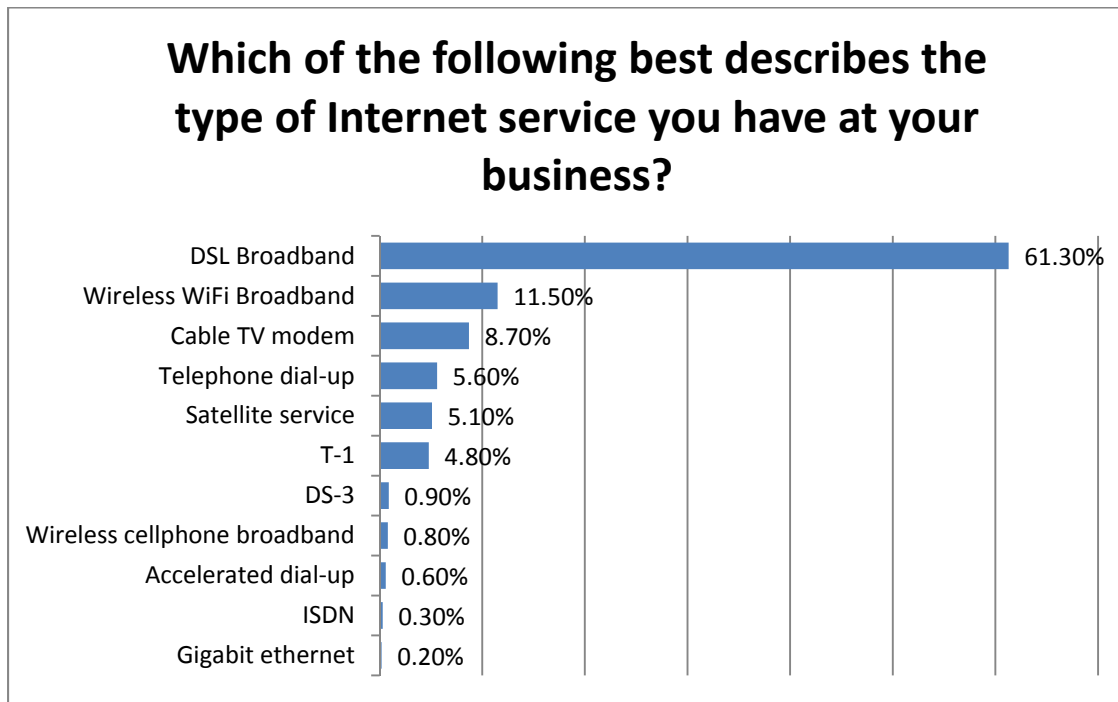 Which of the following best describes the
type of Internet service you have at your
business?
DSL Broadband 61.30%
Wireless WiFi Broadband 11.50%
Cable TV modem 8.70%
Telephone dial-up 5.60%
Satellite service 5.10%
T-1 4.80%
DS-3 0.90%
Wireless cellphone broadband 0.80%
Accelerated dial-up 0.60%
ISDN 0.30%
Gigabit ethernet 0.20%